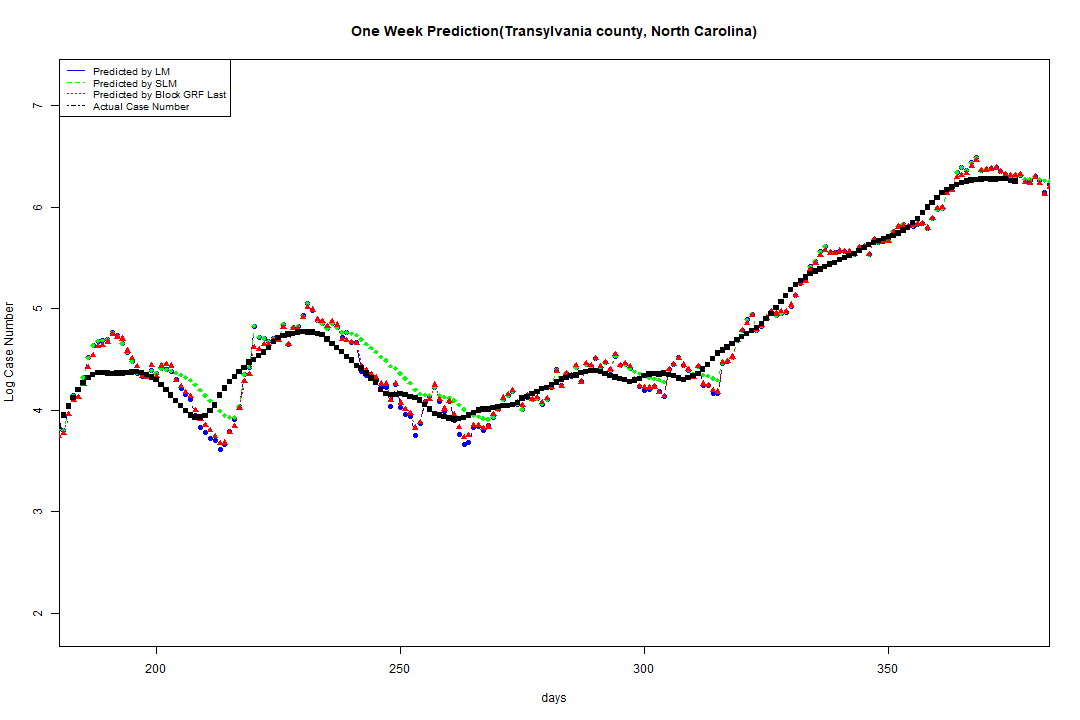 One Week Prediction(Transylvania county, North Carolina)
Predicted by LM
Predicted by SLM
Predicted by Block GRF Last
Actual Case Number
7
6
5
4
3
2
Log Case Number
200
250
300
350
days